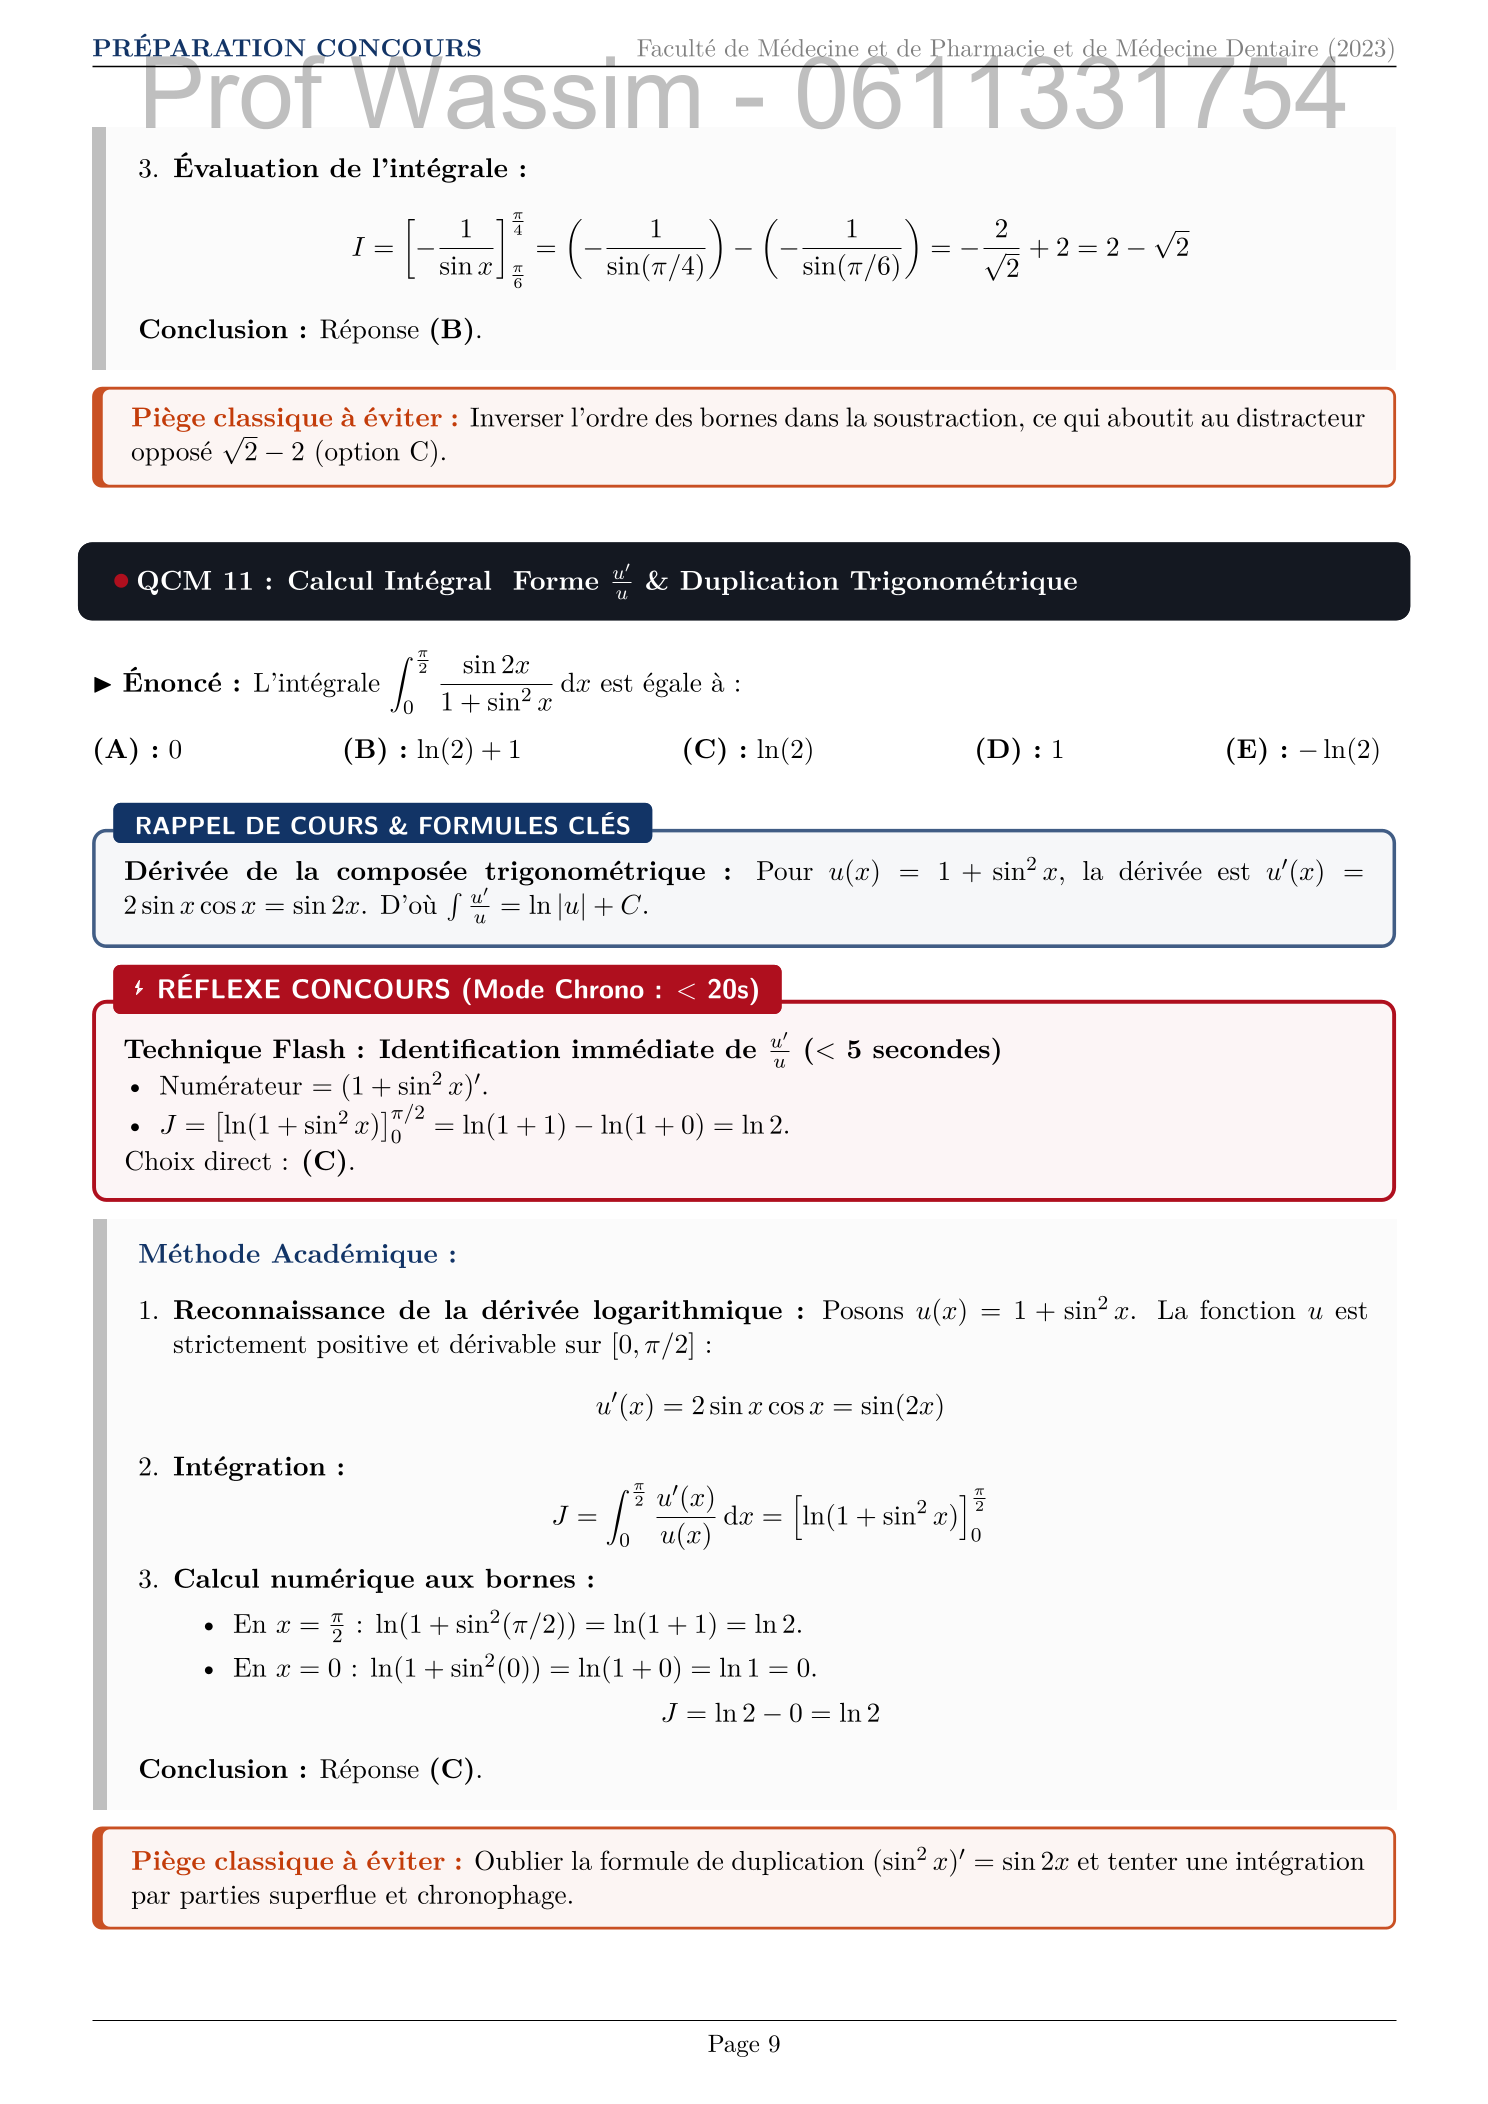 PRÉPARATION CONCOURS Faculté de Médecine et de Pharmacie et de Médecine Dentaire (2023)
Prof Wassim - 0611331754
3. Évaluation de l'intégrale :
I = [−1/sin x]_{π/6}^{π/4} = (−1/sin(π/4)) − (−1/sin(π/6)) = −2/√2 + 2 = 2 − √2
Conclusion : Réponse (B).
Piège classique à éviter : Inverser l'ordre des bornes dans la soustraction, ce qui aboutit au distracteur
opposé √2 − 2 (option C).
● QCM 11 : Calcul Intégral Forme u′/u & Duplication Trigonométrique
▶ Énoncé : L'intégrale ∫_0^{π/2} sin 2x/(1 + sin² x) dx est égale à :
(A) : 0 (B) : ln(2) + 1 (C) : ln(2) (D) : 1 (E) : − ln(2)
RAPPEL DE COURS & FORMULES CLÉS
Dérivée de la composée trigonométrique : Pour u(x) = 1 + sin² x, la dérivée est u′(x) =
2 sin x cos x = sin 2x. D'où ∫ u′/u = ln |u| + C.
⚡ RÉFLEXE CONCOURS (Mode Chrono : < 20s)
Technique Flash : Identification immédiate de u′/u (< 5 secondes)
• Numérateur = (1 + sin² x)′.
• J = [ln(1 + sin² x)]_0^{π/2} = ln(1 + 1) − ln(1 + 0) = ln 2.
Choix direct : (C).
Méthode Académique :
1. Reconnaissance de la dérivée logarithmique : Posons u(x) = 1 + sin² x. La fonction u est
strictement positive et dérivable sur [0, π/2] :
u′(x) = 2 sin x cos x = sin(2x)
2. Intégration :
J = ∫_0^{π/2} u′(x)/u(x) dx = [ln(1 + sin² x)]_0^{π/2}
3. Calcul numérique aux bornes :
• En x = π/2 : ln(1 + sin²(π/2)) = ln(1 + 1) = ln 2.
• En x = 0 : ln(1 + sin²(0)) = ln(1 + 0) = ln 1 = 0.
J = ln 2 − 0 = ln 2
Conclusion : Réponse (C).
Piège classique à éviter : Oublier la formule de duplication (sin² x)′ = sin 2x et tenter une intégration
par parties superflue et chronophage.
Page 9